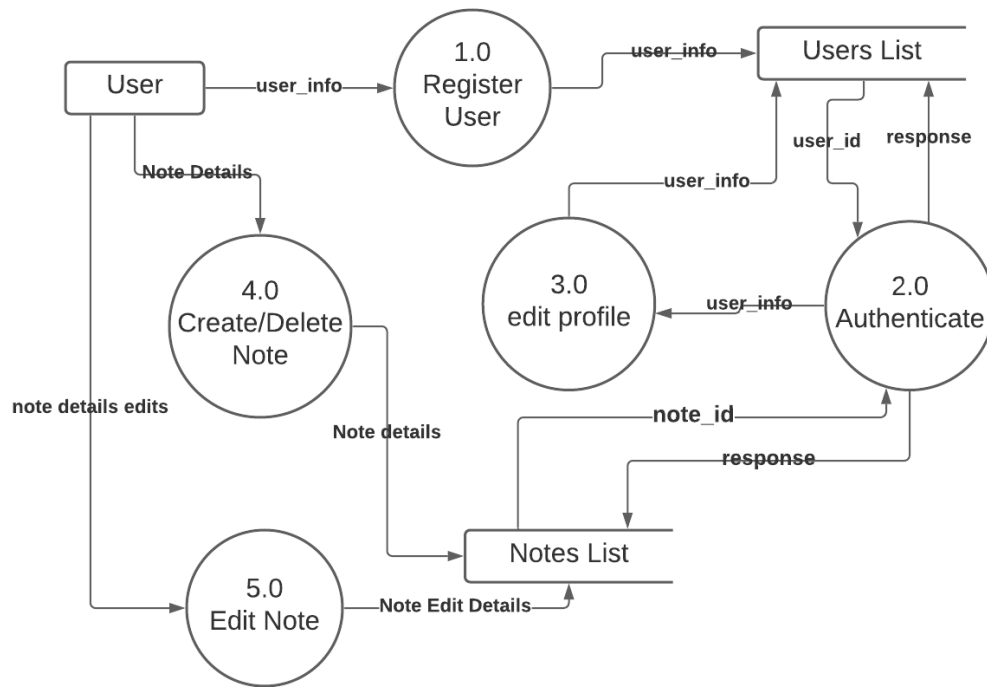 Users List
1.0
Register
User
User
user_info
user_info
user_id
response
Note Details
user_info
4.0
Create/Delete
Note
3.0
edit profile
user_info
2.0
Authenticate
note details edits
note_id
Note details
response
Notes List
5.0
Edit Note
Note Edit Details